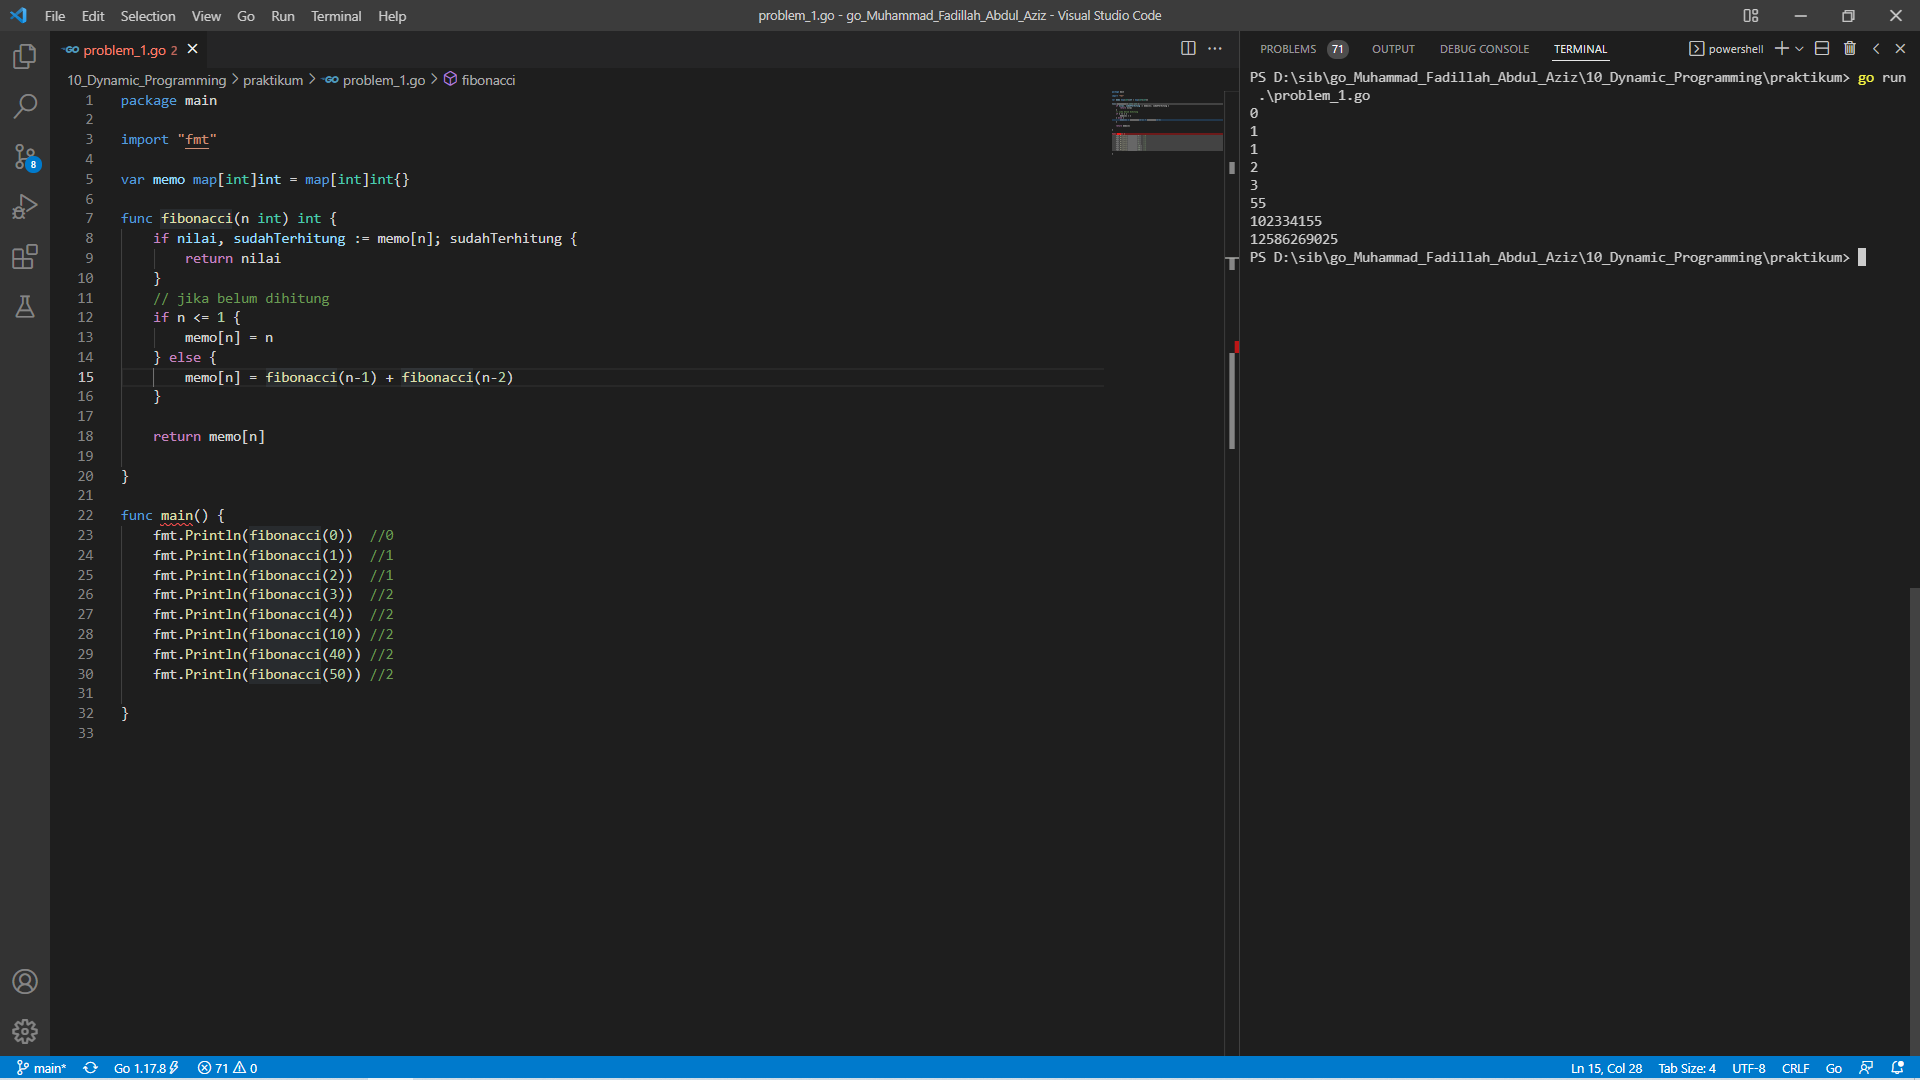 File Edit Selection View Go Run Terminal Help
problem_1.go - go_Muhammad_Fadillah_Abdul_Aziz - Visual Studio Code
problem_1.go 2
10_Dynamic_Programming > praktikum > problem_1.go > fibonacci
1 package main
2
3 import "fmt"
4
5 var memo map[int]int = map[int]int{}
6
7 func fibonacci(n int) int {
8 if nilai, sudahTerhitung := memo[n]; sudahTerhitung {
9 return nilai
10 }
11 // jika belum dihitung
12 if n <= 1 {
13 memo[n] = n
14 } else {
15 memo[n] = fibonacci(n-1) + fibonacci(n-2)
16 }
17
18 return memo[n]
19
20 }
21
22 func main() {
23 fmt.Println(fibonacci(0)) //0
24 fmt.Println(fibonacci(1)) //1
25 fmt.Println(fibonacci(2)) //1
26 fmt.Println(fibonacci(3)) //2
27 fmt.Println(fibonacci(4)) //2
28 fmt.Println(fibonacci(10)) //2
29 fmt.Println(fibonacci(40)) //2
30 fmt.Println(fibonacci(50)) //2
31
32 }
33
PROBLEMS 71 OUTPUT DEBUG CONSOLE TERMINAL powershell
PS D:\sib\go_Muhammad_Fadillah_Abdul_Aziz\10_Dynamic_Programming\praktikum> go run
.\problem_1.go
0
1
1
2
3
55
102334155
12586269025
PS D:\sib\go_Muhammad_Fadillah_Abdul_Aziz\10_Dynamic_Programming\praktikum>
8
main* Go 1.17.8 71 0 Ln 15, Col 28 Tab Size: 4 UTF-8 CRLF Go